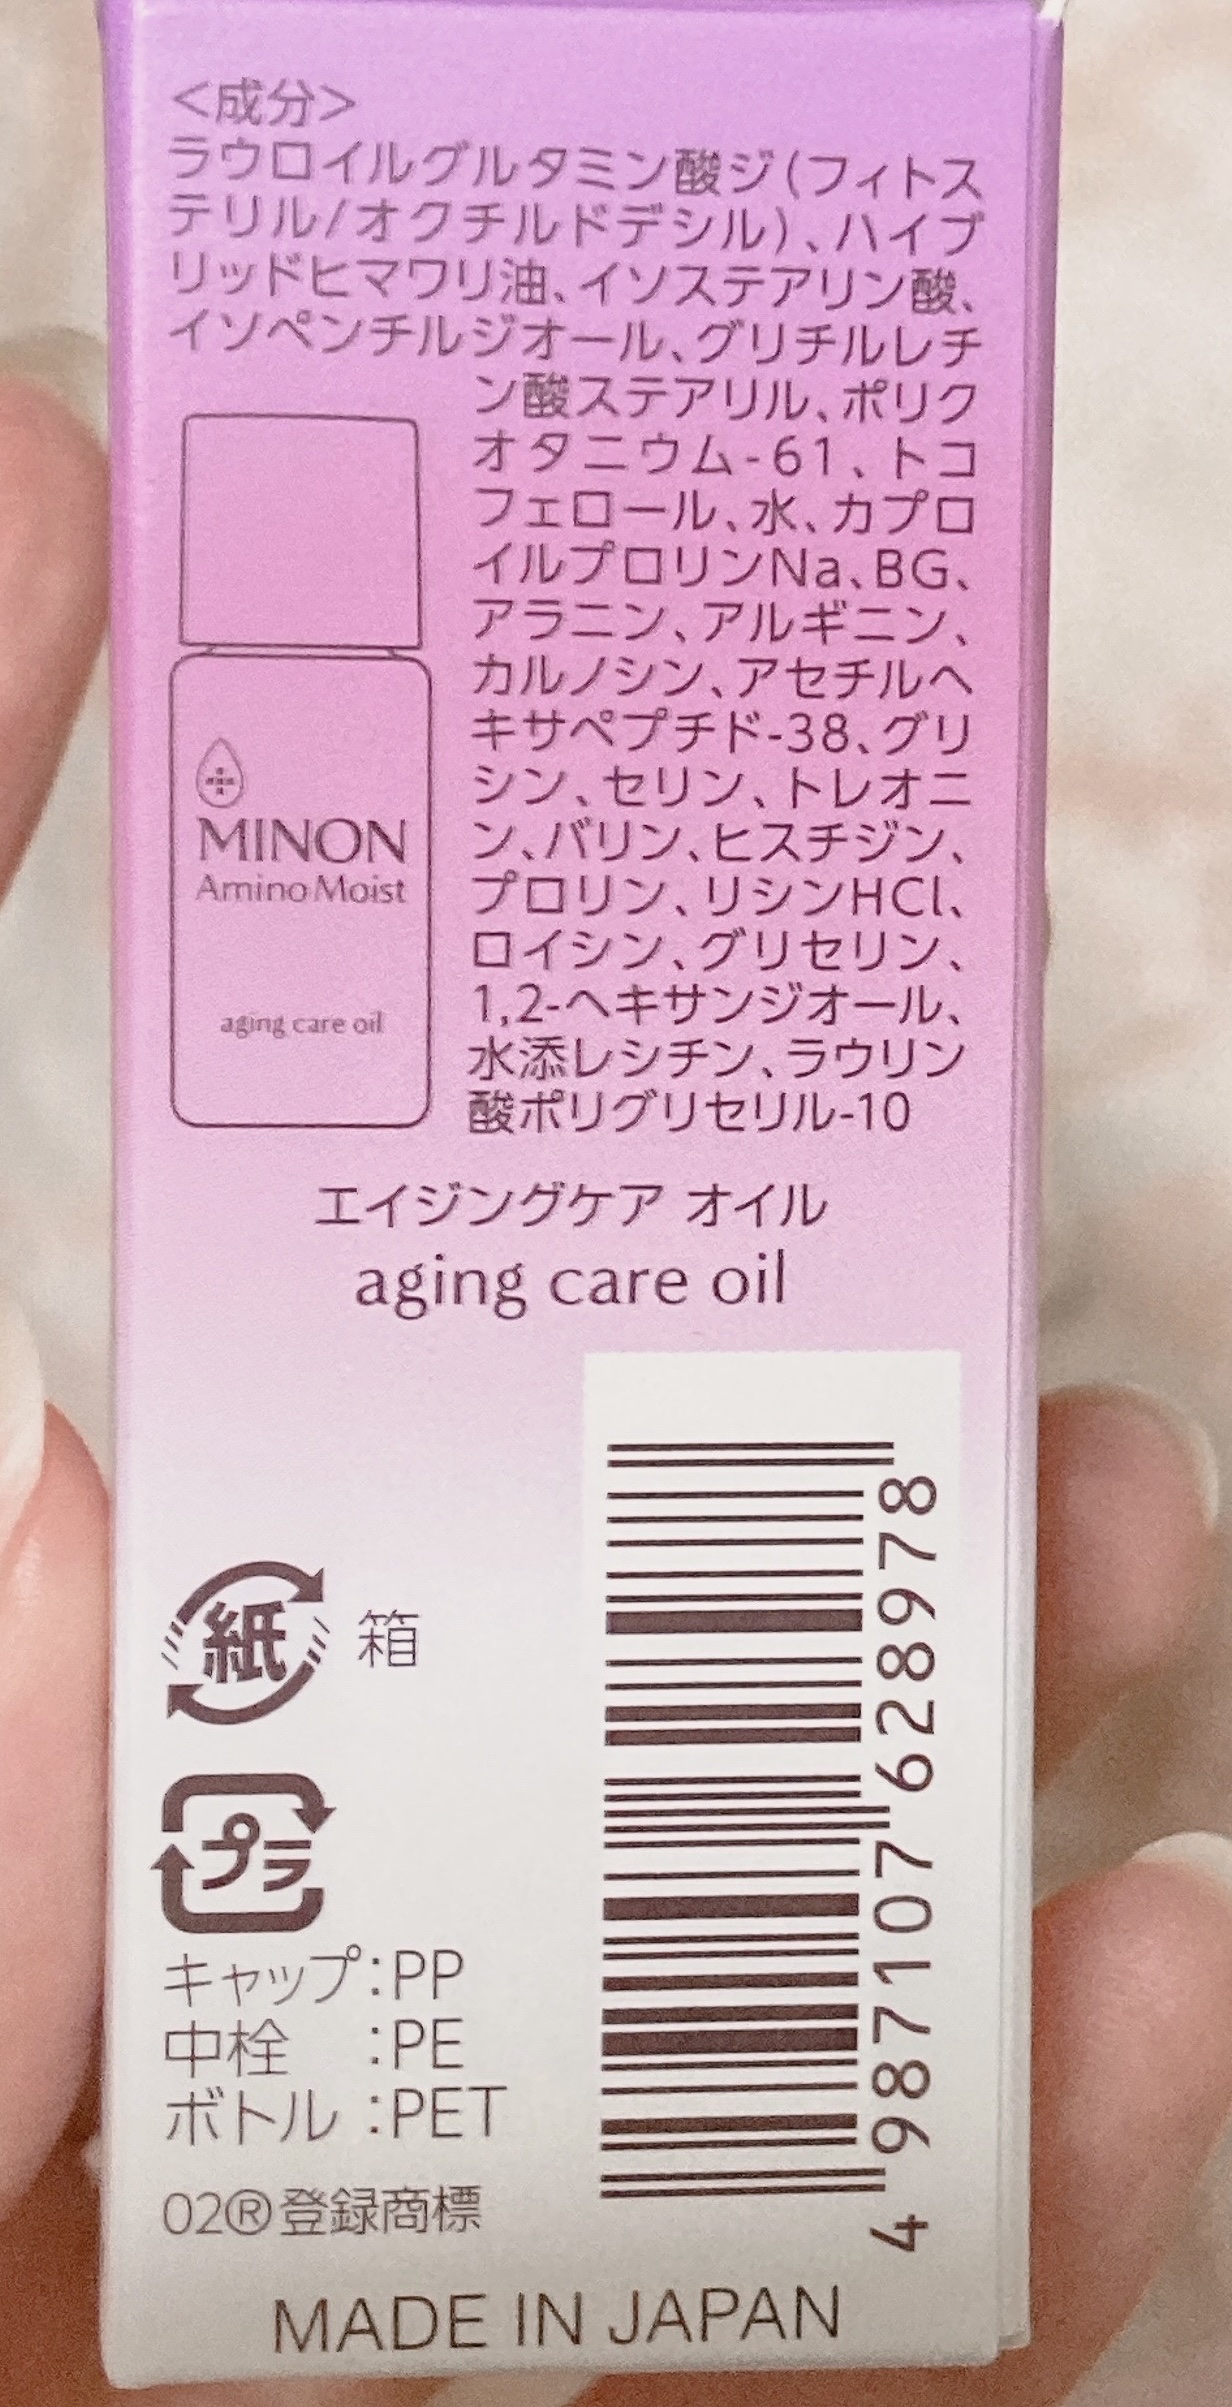 <成分>
ラウロイルグルタミン酸ジ(フィトス
テリル/オクチルドデシル)、ハイブ
リッドヒマワリ油、イソステアリン酸、
イソペンチルジオール、グリチルレチ
ン酸ステアリル、ポリク
オタニウム-61、トコ
フェロール、水、カプロ
イルプロリンNa、BG、
アラニン、アルギニン、
カルノシン、アセチルヘ
キサペプチド-38、グリ
シン、セリン、トレオニ
ン、バリン、ヒスチジン、
プロリン、リシンHCl、
ロイシン、グリセリン、
1,2-ヘキサンジオール、
水添レシチン、ラウリン
酸ポリグリセリル-10
MINON
Amino Moist
aging care oil
エイジングケア オイル
aging care oil
紙 箱
プラ
キャップ:PP
中栓 :PE
ボトル :PET
02®登録商標
4 987107 628978
MADE IN JAPAN